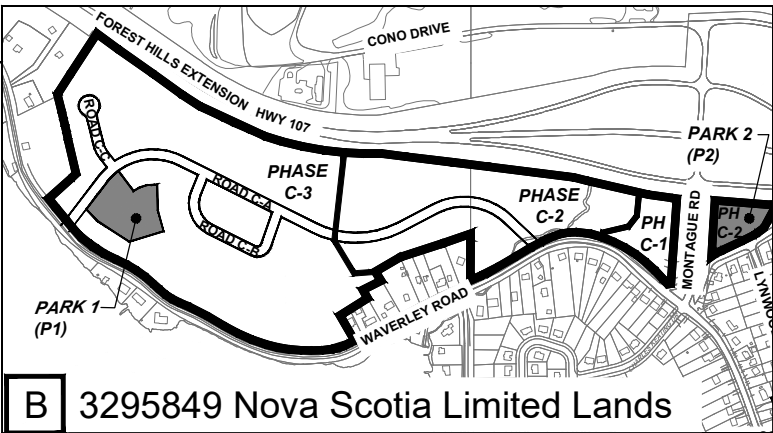 FOREST HILLS EXTENSION HWY 107
CONO DRIVE
PARK 2
(P2)
ROAD C-C
PHASE
C-3
ROAD C-A
ROAD C-B
PHASE
C-2
PH
C-1
MONTAGUE RD
PH
C-2
PARK 1
(P1)
WAVERLEY ROAD
B 3295849 Nova Scotia Limited Lands